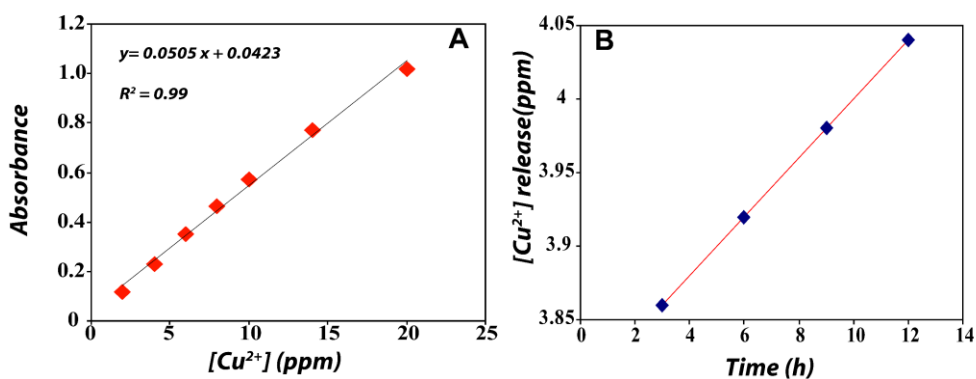 A
y= 0.0505 x + 0.0423
R² = 0.99
Absorbance
1.2
1.0
0.8
0.6
0.4
0.2
0
0 5 10 15 20 25
[Cu²⁺] (ppm)
B
[Cu²⁺] release(ppm)
4.05
4
3.95
3.9
3.85
0 2 4 6 8 10 12 14
Time (h)